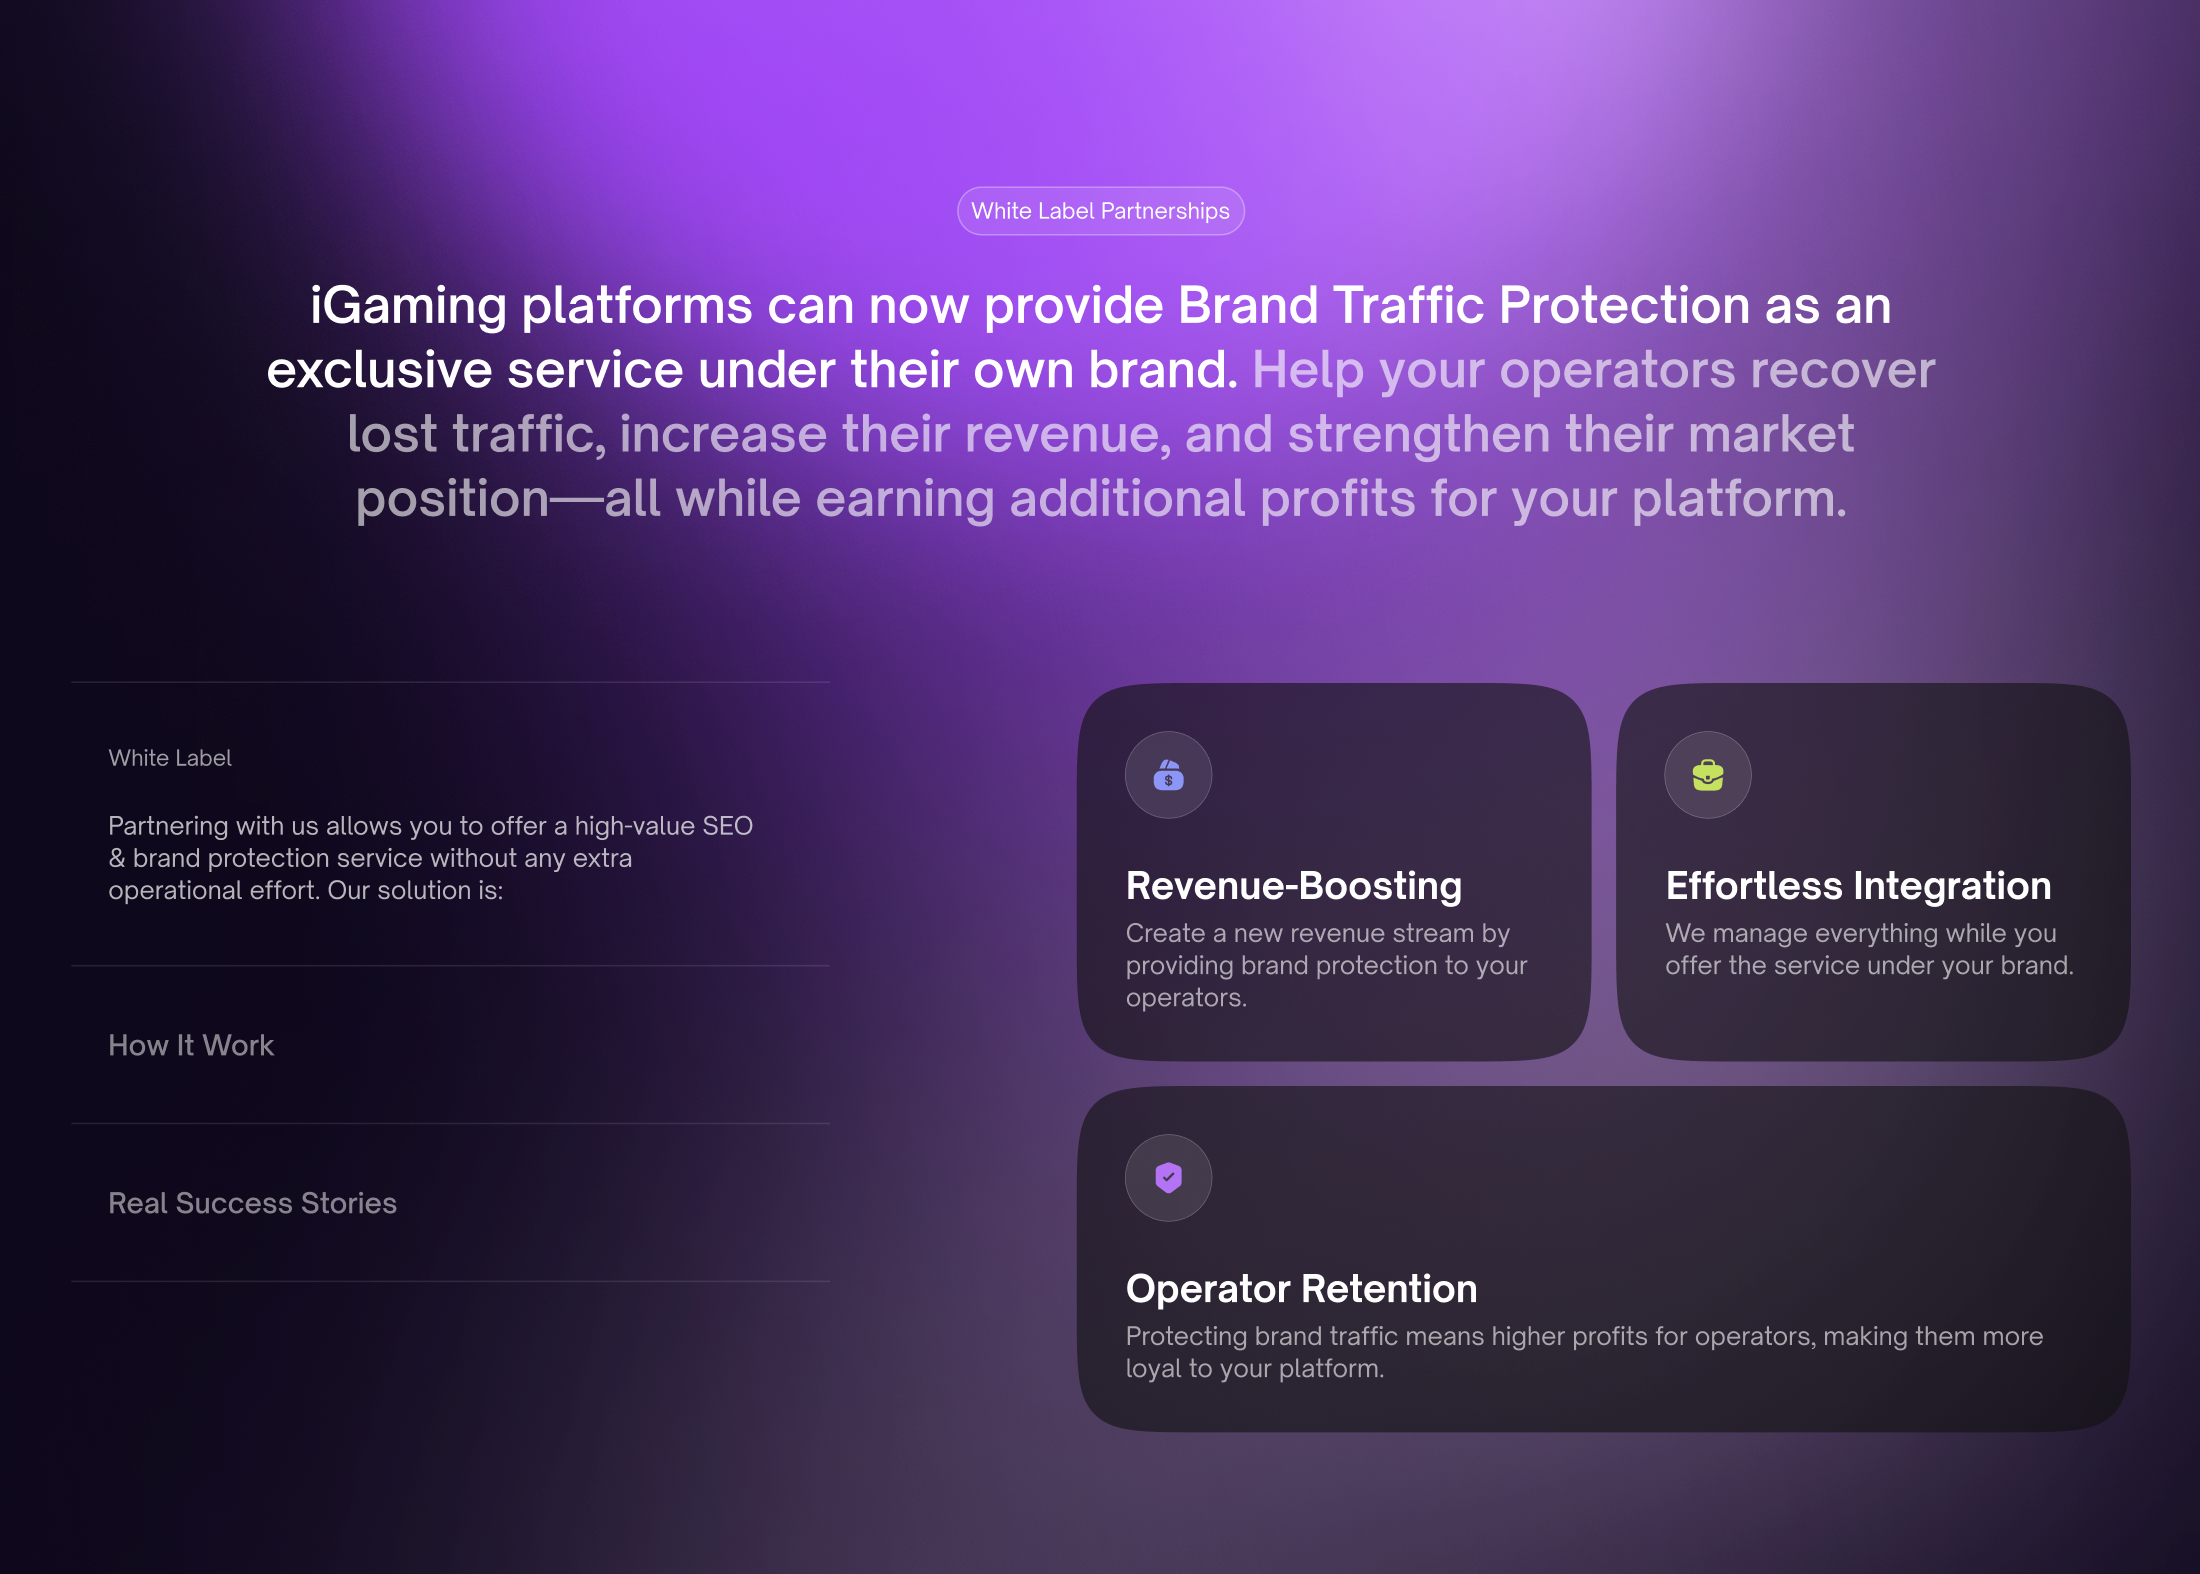 White Label Partnerships
iGaming platforms can now provide Brand Traffic Protection as an
exclusive service under their own brand. Help your operators recover
lost traffic, increase their revenue, and strengthen their market
position—all while earning additional profits for your platform.
White Label
Partnering with us allows you to offer a high-value SEO
& brand protection service without any extra
operational effort. Our solution is:
How It Work
Real Success Stories
$
Revenue-Boosting
Create a new revenue stream by
providing brand protection to your
operators.
Effortless Integration
We manage everything while you
offer the service under your brand.
Operator Retention
Protecting brand traffic means higher profits for operators, making them more
loyal to your platform.